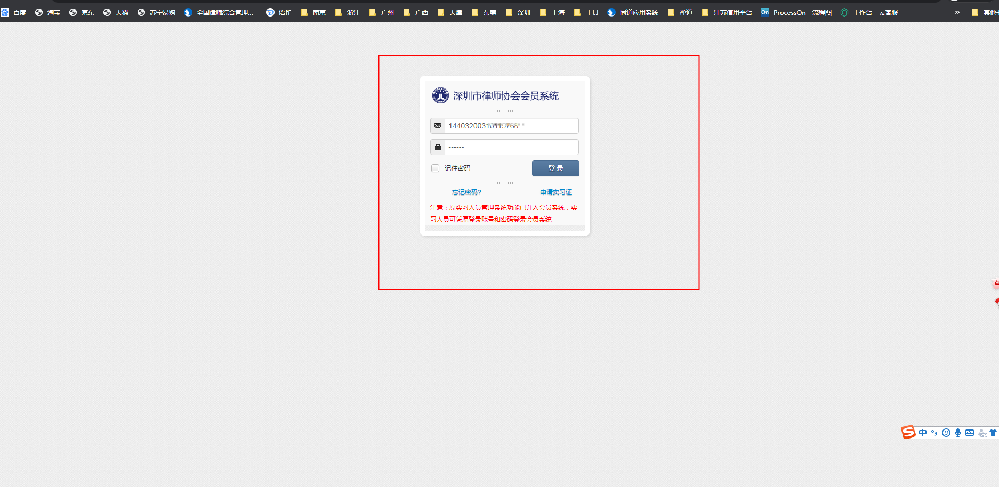 百度 淘宝 京东 天猫 苏宁易购 全国律师综合管理... 语雀 南京 浙江 广州 广西 天津 东莞 深圳 上海 工具 同道应用系统 禅道 江苏信用平台 On ProcessOn - 流程图 工作台 - 云客服 » 其他
深圳市律师协会会员系统
••••••
记住密码 登 录
忘记密码? 申请实习证
注意：原实习人员管理系统功能已并入会员系统，实
习人员可凭原登录账号和密码登录会员系统
点
S 中